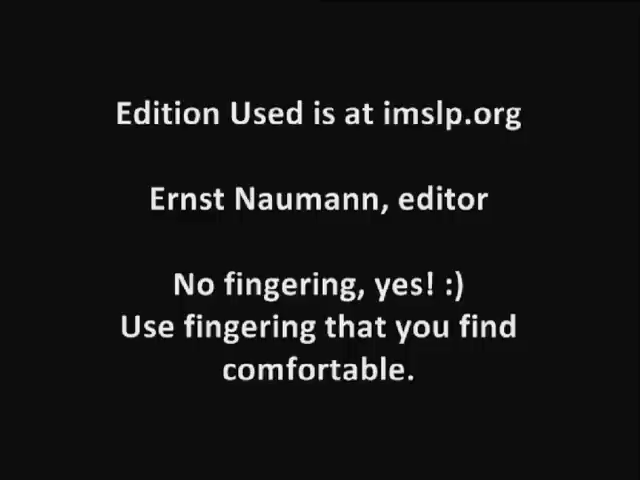 Edition Used is at imslp.org
Ernst Naumann, editor
No fingering, yes! :)
Use fingering that you find
comfortable.